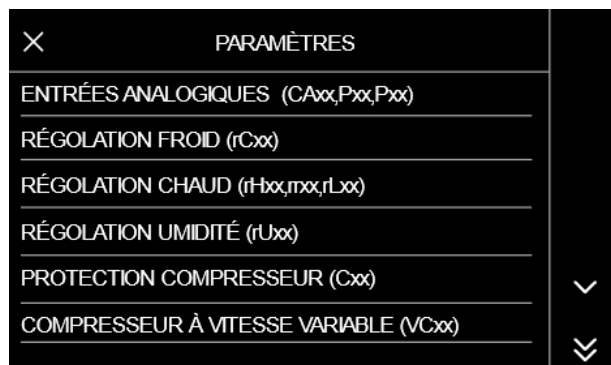 PARAMÈTRES
ENTRÉES ANALOGIQUES (CAxx,Pxx,Pxx)
RÉGOLATION FROID (rCxx)
RÉGOLATION CHAUD (rHxx,rrxx,rLxx)
RÉGOLATION UMIDITÉ (rUxx)
PROTECTION COMPRESSEUR (Cxx)
COMPRESSEUR À VITESSE VARIABLE (VCxx)